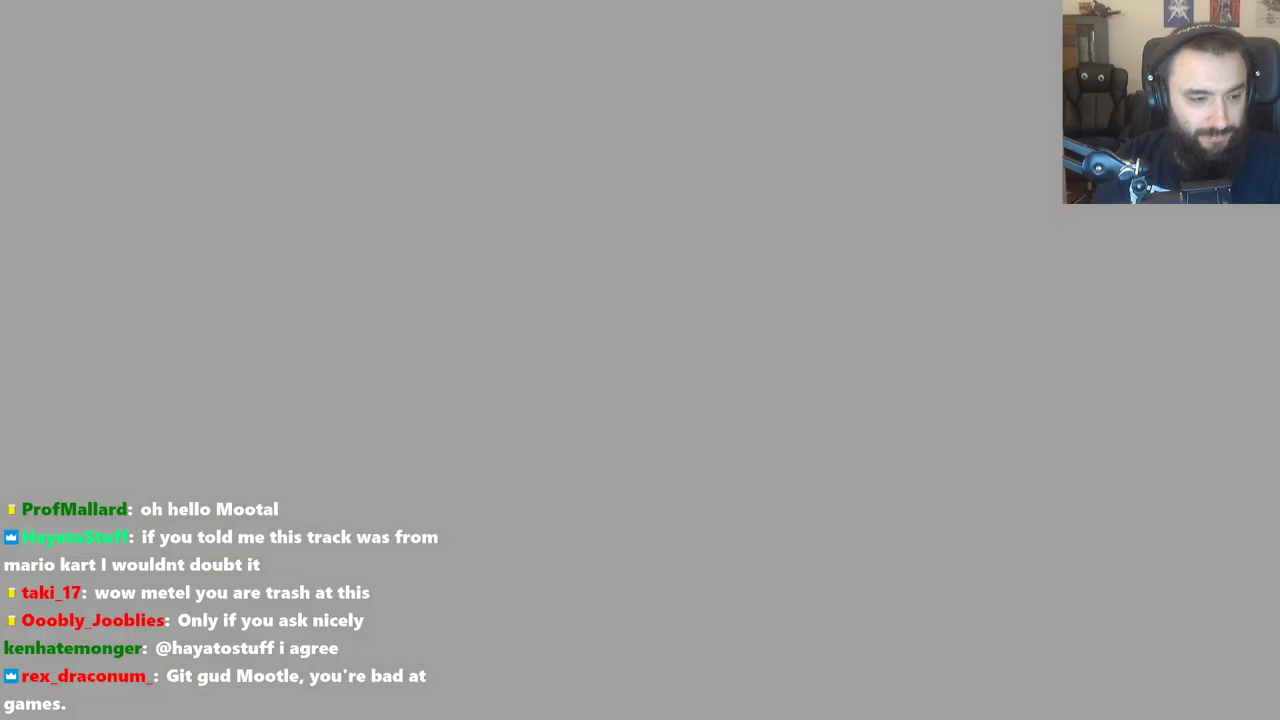 ProfMallard: oh hello Mootal
HayatoStuff: if you told me this track was from
mario kart I wouldnt doubt it
taki_17: wow metel you are trash at this
Ooobly_Jooblies: Only if you ask nicely
kenhatemonger: @hayatostuff i agree
rex_draconum_: Git gud Mootle, you're bad at
games.